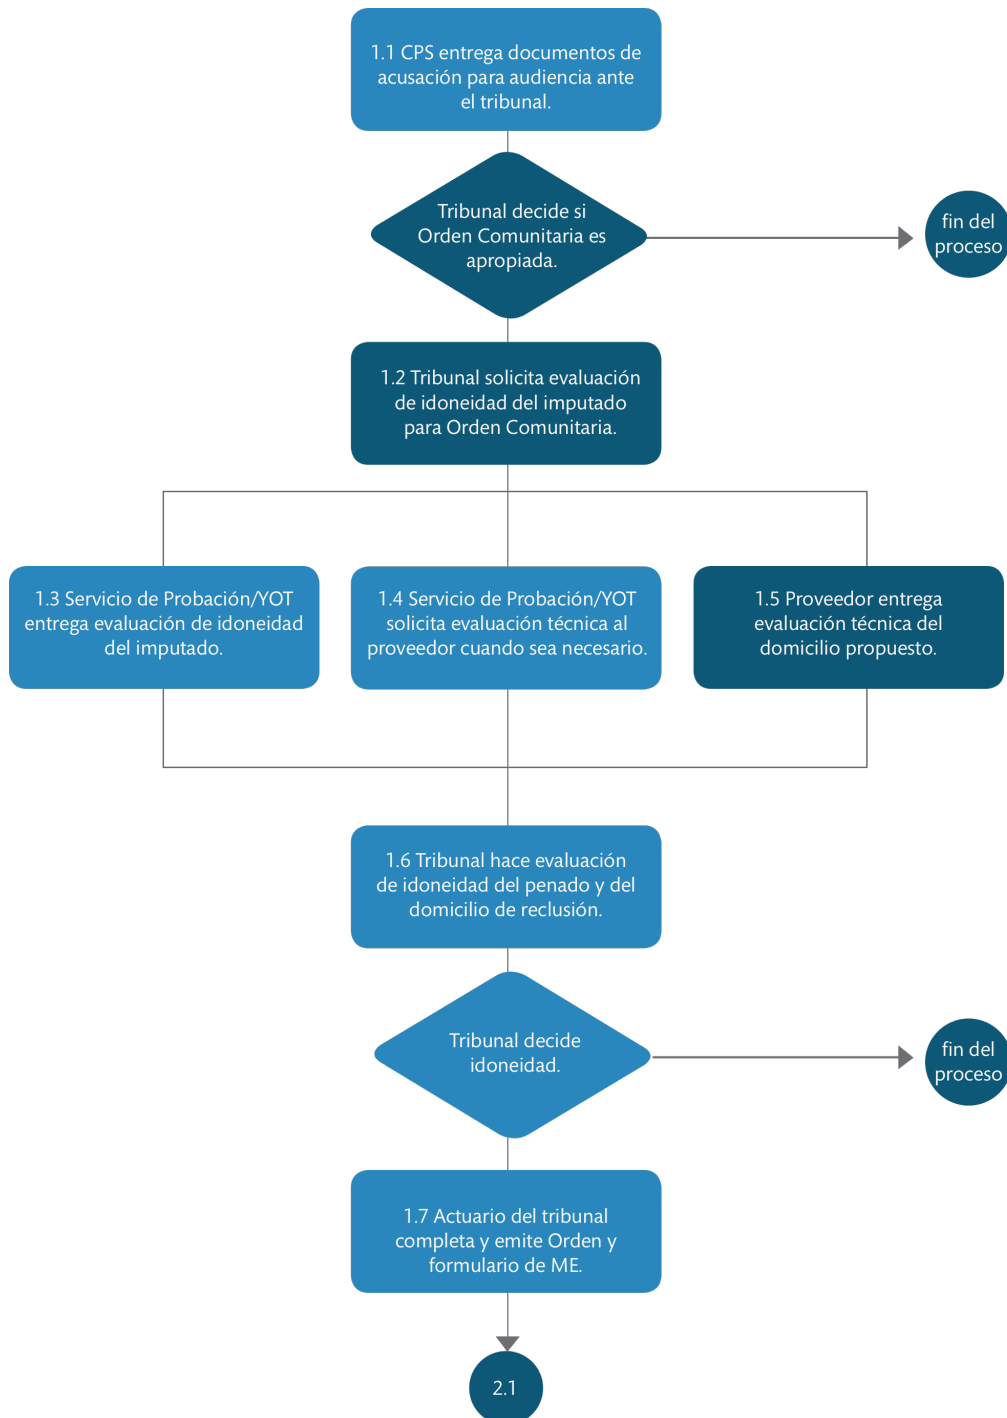 1.1 CPS entrega documentos de
acusación para audiencia ante
el tribunal.
Tribunal decide si
Orden Comunitaria es
apropiada.
fin del
proceso
1.2 Tribunal solicita evaluación
de idoneidad del imputado
para Orden Comunitaria.
1.3 Servicio de Probación/YOT
entrega evaluación de idoneidad
del imputado.
1.4 Servicio de Probación/YOT
solicita evaluación técnica al
proveedor cuando sea necesario.
1.5 Proveedor entrega
evaluación técnica del
domicilio propuesto.
1.6 Tribunal hace evaluación
de idoneidad del penado y del
domicilio de reclusión.
Tribunal decide
idoneidad.
fin del
proceso
1.7 Actuario del tribunal
completa y emite Orden y
formulario de ME.
2.1